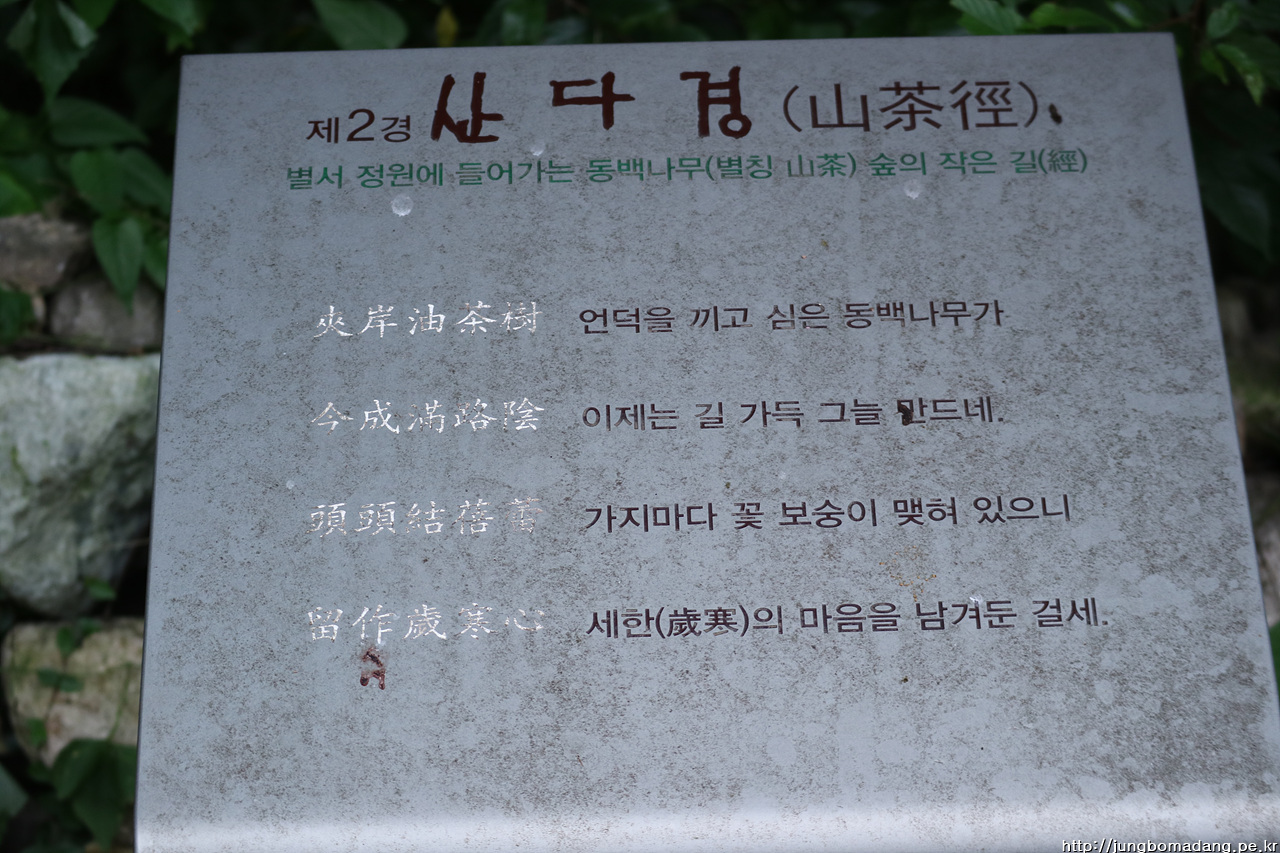 제2경 산다경(山茶徑)
별서 정원에 들어가는 동백나무(별칭 山茶) 숲의 작은 길(經)
夾岸油茶樹 언덕을 끼고 심은 동백나무가
今成滿路陰 이제는 길 가득 그늘 만드네.
頭頭結蓓蕾 가지마다 꽃 보숭이 맺혀 있으니
留作歲寒心 세한(歲寒)의 마음을 남겨둔 걸세.
http://jungbomadang.pe.kr